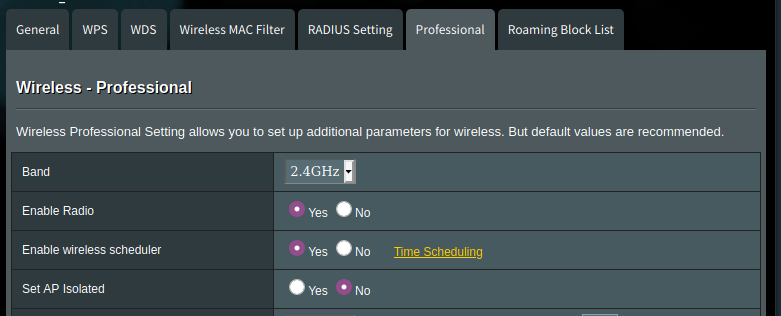 General WPS WDS Wireless MAC Filter RADIUS Setting Professional Roaming Block List
Wireless - Professional
Wireless Professional Setting allows you to set up additional parameters for wireless. But default values are recommended.
Band 2.4GHz
Enable Radio Yes No
Enable wireless scheduler Yes No Time Scheduling
Set AP Isolated Yes No